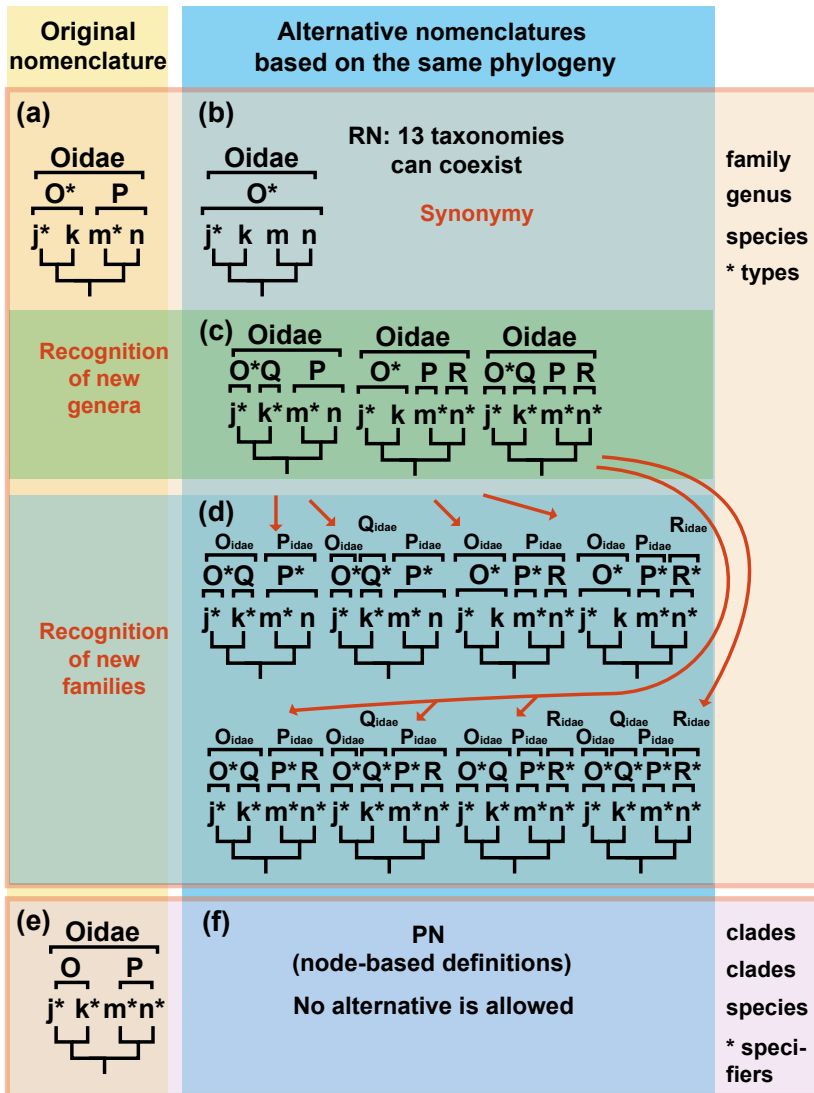 Original
nomenclature
Alternative nomenclatures
based on the same phylogeny
(a)
Oidae
O* P
j* k m* n
(b)
Oidae
O*
j* k m n
RN: 13 taxonomies
can coexist
Synonymy
family
genus
species
* types
Recognition
of new
genera
(c)
Oidae Oidae Oidae
O* Q P O* P R O* Q P R
j* k* m* n j* k m* n* j* k* m* n*
Recognition
of new
families
(d)
Qidae Ridae
Oidae Pidae Oidae Pidae Oidae Pidae Oidae Pidae
O* Q P* O* Q* P* O* P* R O* P* R*
j* k* m* n j* k* m* n j* k m* n* j* k m* n*
Qidae Ridae Qidae Ridae
Oidae Pidae Oidae Pidae Oidae Pidae Oidae Pidae
O* Q P* R O* Q* P* R O* Q P* R* O* Q* P* R*
j* k* m* n* j* k* m* n* j* k* m* n* j* k* m* n*
(e)
Oidae
O P
j* k* m* n*
(f)
PN
(node-based definitions)
No alternative is allowed
clades
clades
species
* speci-
fiers